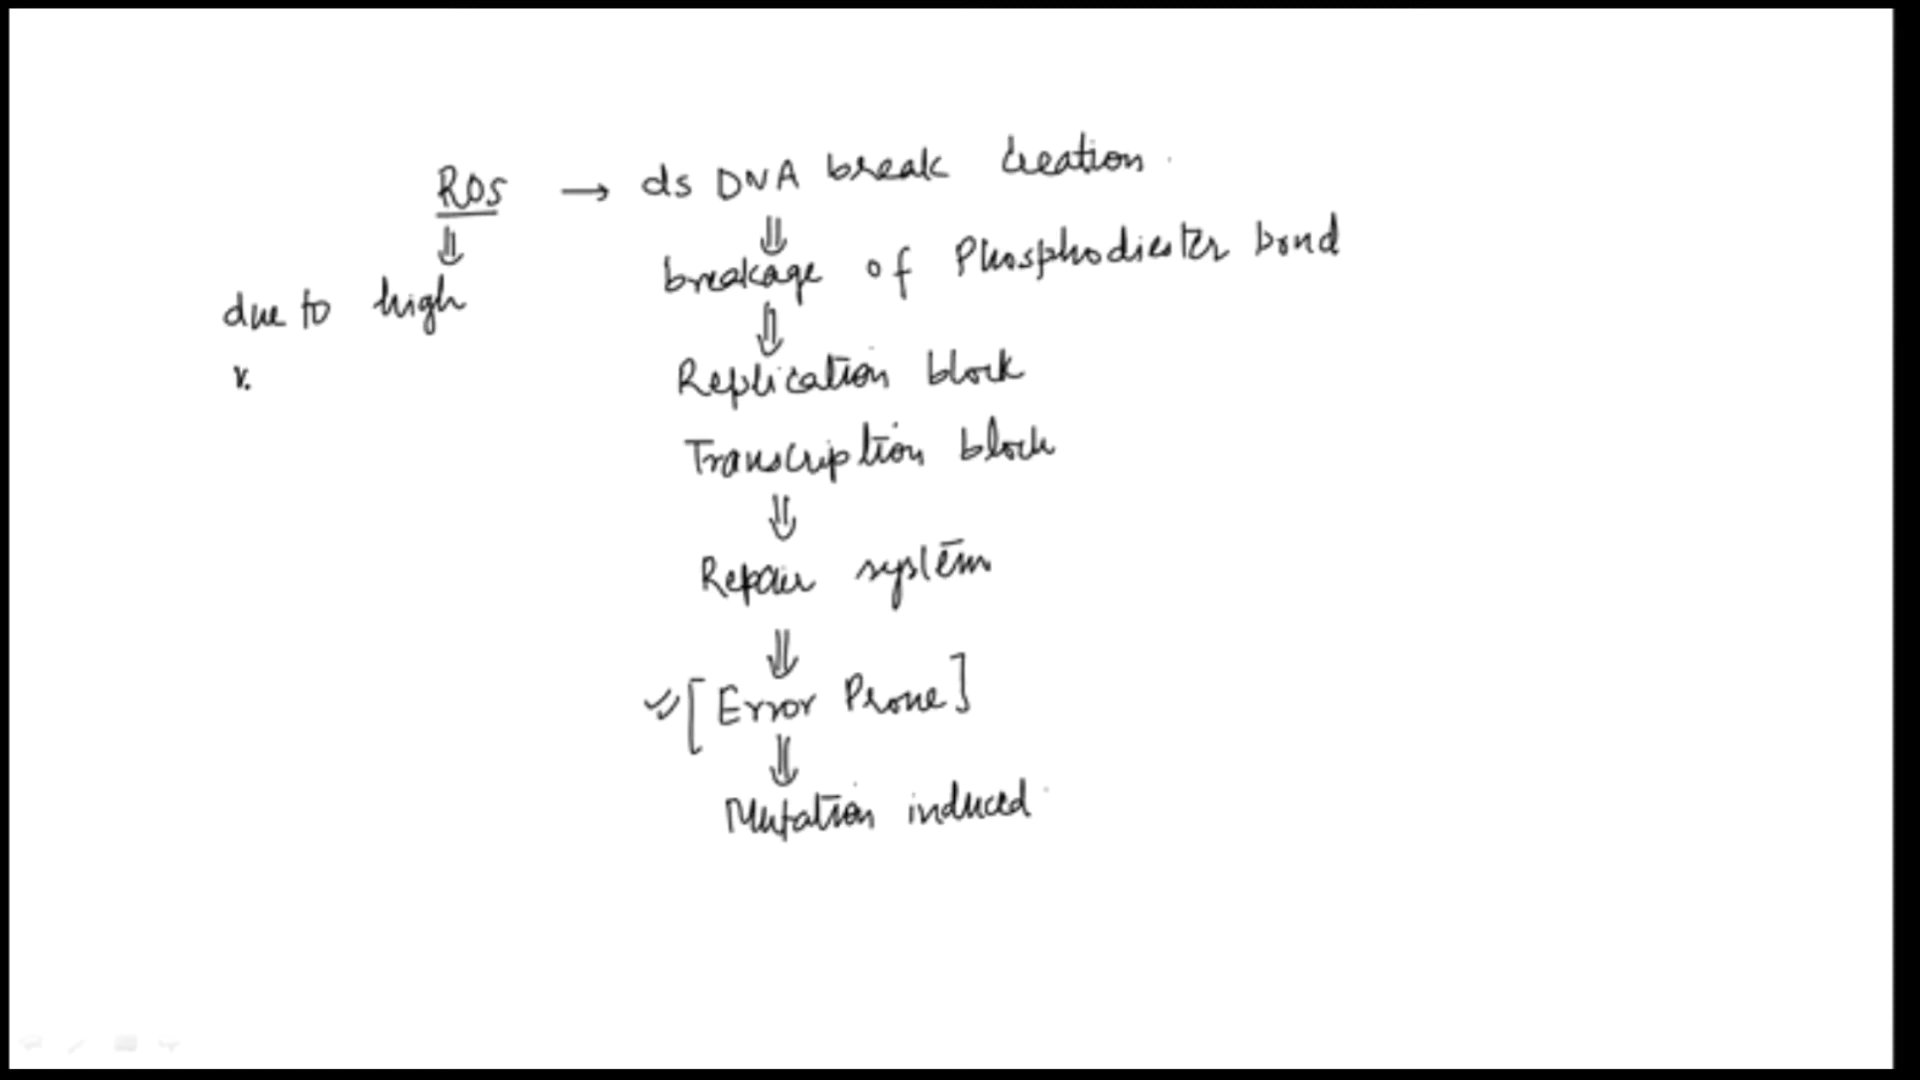 ROS → ds DNA break creation
⇓ ⇓
breakage of Phosphodiester bond
due to high
⇓
Replication block
Transcription block
⇓
Repair system
⇓
[Error Prone]
⇓
Mutation induced